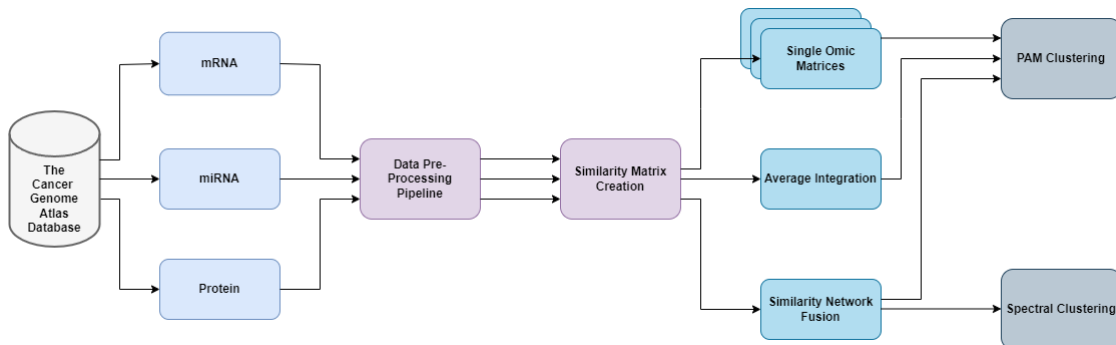 The
Cancer
Genome
Atlas
Database
mRNA
miRNA
Protein
Data Pre-
Processing
Pipeline
Similarity Matrix
Creation
Single Omic
Matrices
Average Integration
Similarity Network
Fusion
PAM Clustering
Spectral Clustering